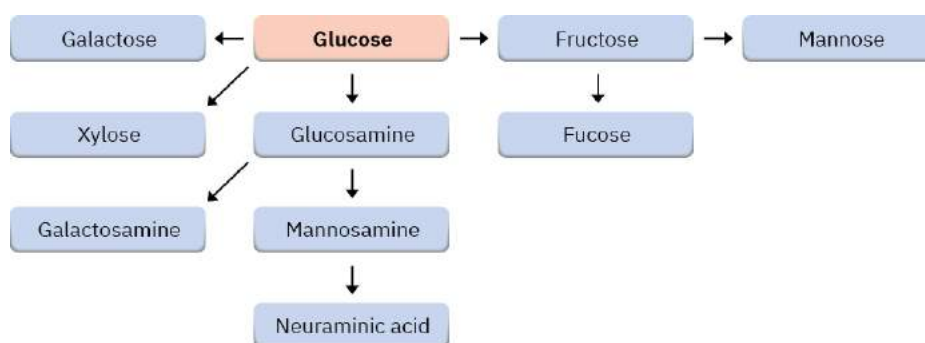 Galactose
Glucose
Fructose
Mannose
Xylose
Glucosamine
Fucose
Galactosamine
Mannosamine
Neuraminic acid